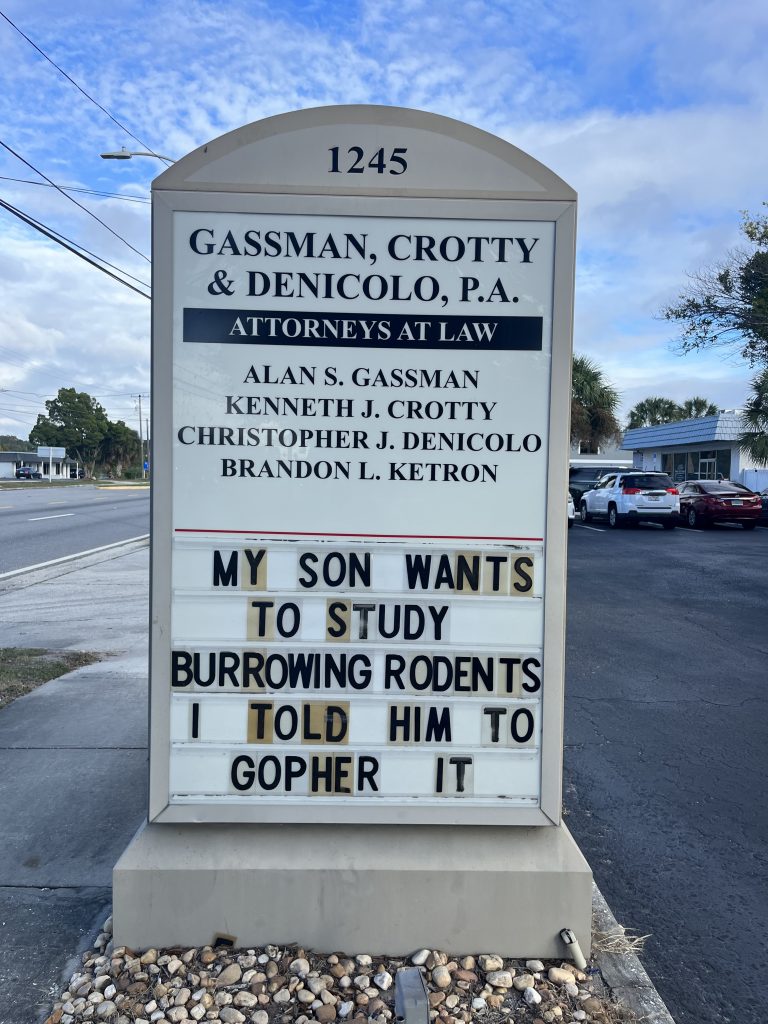 1245
GASSMAN, CROTTY
& DENICOLO, P.A.
ATTORNEYS AT LAW
ALAN S. GASSMAN
KENNETH J. CROTTY
CHRISTOPHER J. DENICOLO
BRANDON L. KETRON
MY SON WANTS
TO STUDY
BURROWING RODENTS
I TOLD HIM TO
GOPHER IT